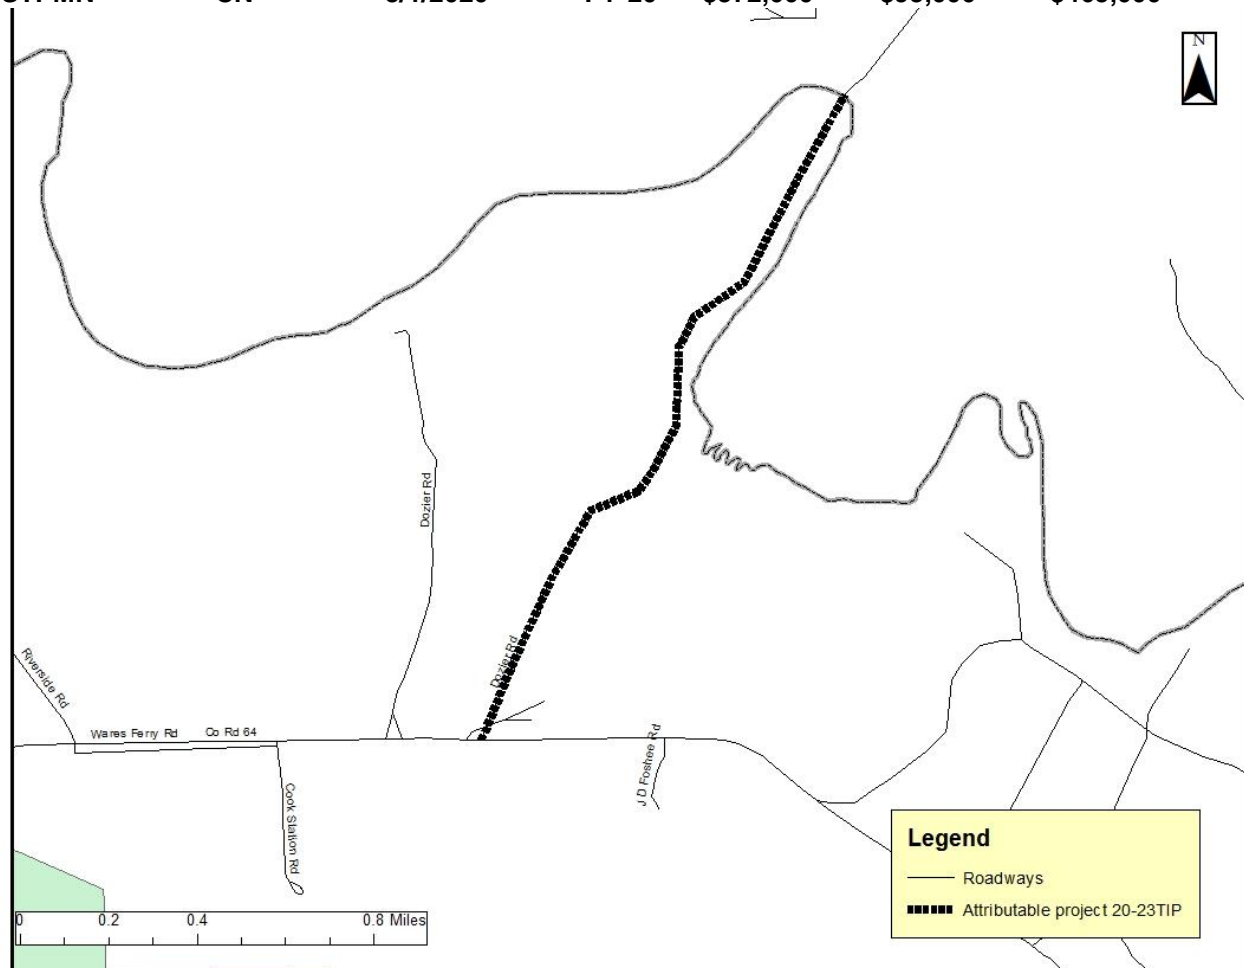 N
Dozier Rd
Dozier Rd
Riverside Rd
Wares Ferry Rd
Co Rd 64
J D Foshee Rd
Cook Station Rd
Legend
Roadways
Attributable project 20-23TIP
0 0.2 0.4 0.8 Miles